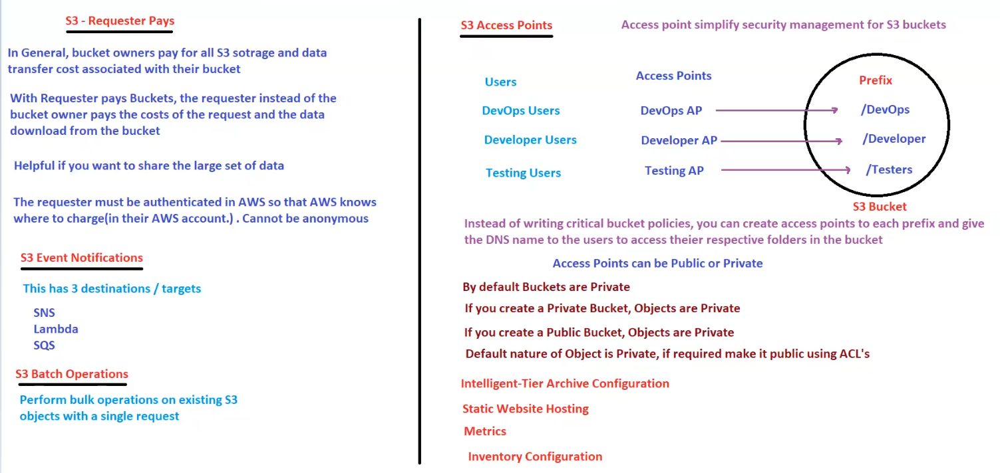 S3 - Requester Pays
In General, bucket owners pay for all S3 sotrage and data
transfer cost associated with their bucket
With Requester pays Buckets, the requester instead of the
bucket owner pays the costs of the request and the data
download from the bucket
Helpful if you want to share the large set of data
The requester must be authenticated in AWS so that AWS knows
where to charge(in their AWS account.) . Cannot be anonymous
S3 Event Notifications
This has 3 destinations / targets
SNS
Lambda
SQS
S3 Batch Operations
Perform bulk operations on existing S3
objects with a single request
S3 Access Points
Access point simplify security management for S3 buckets
Users
Access Points
Prefix
DevOps Users
DevOps AP
/DevOps
Developer Users
Developer AP
/Developer
Testing Users
Testing AP
/Testers
S3 Bucket
Instead of writing critical bucket policies, you can create access points to each prefix and give
the DNS name to the users to access theier respective folders in the bucket
Access Points can be Public or Private
By default Buckets are Private
If you create a Private Bucket, Objects are Private
If you create a Public Bucket, Objects are Private
Default nature of Object is Private, if required make it public using ACL's
Intelligent-Tier Archive Configuration
Static Website Hosting
Metrics
Inventory Configuration